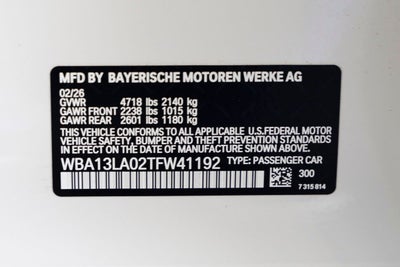 MFD BY BAYERISCHE MOTOREN WERKE AG
02/26
GVWR 4718 lbs 2140 kg
GAWR FRONT 2238 lbs 1015 kg
GAWR REAR 2601 lbs 1180 kg
THIS VEHICLE CONFORMS TO ALL APPLICABLE U.S. FEDERAL MOTOR
VEHICLE SAFETY, BUMPER, AND THEFT PREVENTION STANDARDS
IN EFFECT ON THE DATE OF MANUFACTURE SHOWN ABOVE.
WBA13LA02TFW41192 TYPE: PASSENGER CAR
300
7 315 814